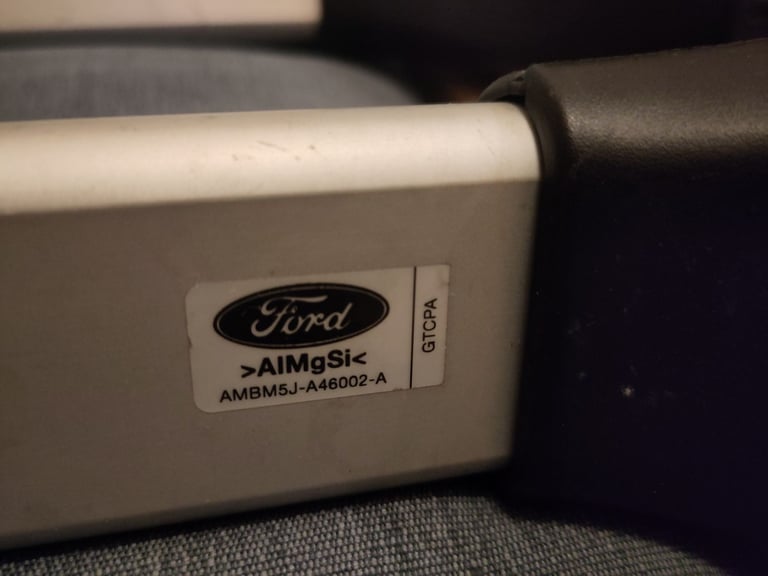 Ford
>AlMgSi<
AMBM5J-A46002-A
GTCPA